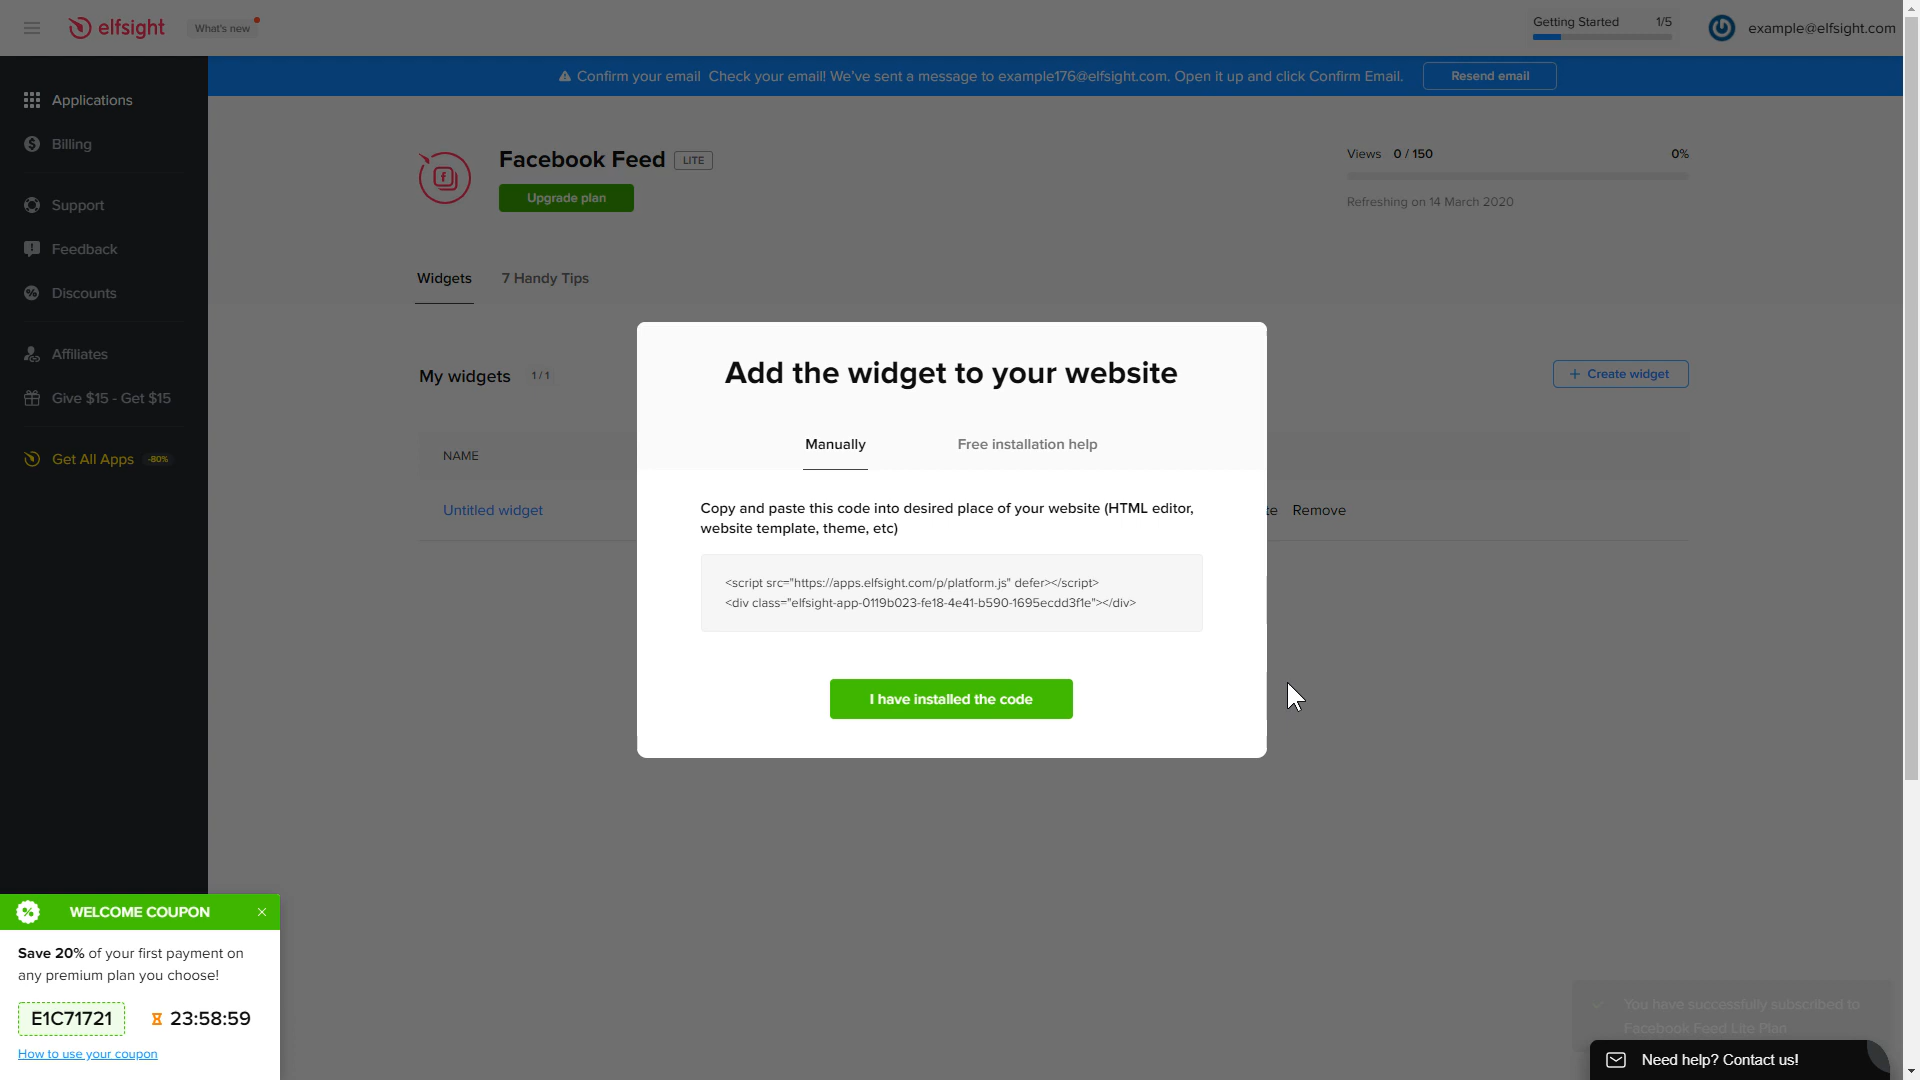 elfsight
What's new
Getting Started 1/5
example@elfsight.com
Confirm your email Check your email! We've sent a message to example176@elfsight.com. Open it up and click Confirm Email.
Resend email
Applications
Billing
Support
Feedback
Discounts
Affiliates
Give $15 - Get $15
Get All Apps -80%
Facebook Feed LITE
Upgrade plan
Views 0 / 150 0%
Refreshing on 14 March 2020
Widgets 7 Handy Tips
My widgets 1 / 1
+ Create widget
NAME
Untitled widget
te Remove
Add the widget to your website
Manually Free installation help
Copy and paste this code into desired place of your website (HTML editor,
website template, theme, etc)
<script src="https://apps.elfsight.com/p/platform.js" defer></script>
<div class="elfsight-app-0119b023-fe18-4e41-b590-1695ecdd3f1e"></div>
I have installed the code
WELCOME COUPON
Save 20% of your first payment on
any premium plan you choose!
E1C71721 23:58:59
How to use your coupon
You have successfully subscribed to
Facebook Feed Lite Plan
Need help? Contact us!